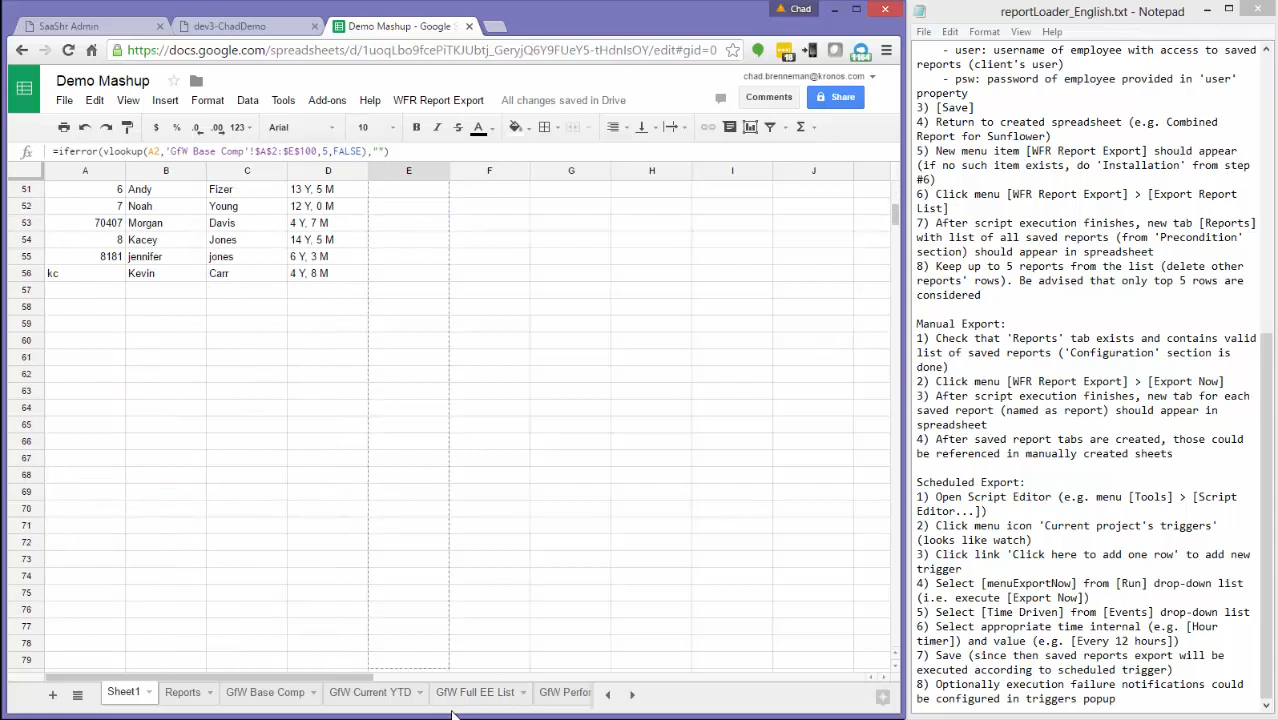 SaaShr Admin
dev3-ChadDemo
Demo Mashup - Google S
Chad
https://docs.google.com/spreadsheets/d/1uoqLbo9fcePiTKJUbtj_GeryjQ6Y9FUeY5-tHdnIsOY/edit#gid=0
18
Demo Mashup
chad.brenneman@kronos.com
File Edit View Insert Format Data Tools Add-ons Help WFR Report Export All changes saved in Drive
Comments
Share
$ % .0 .00 123 Arial 10 B I S A
fx =iferror(vlookup(A2,'GfW Base Comp'!$A$2:$E$100,5,FALSE),"")
A B C D E F G H I J
51 6 Andy Fizer 13 Y, 5 M
52 7 Noah Young 12 Y, 0 M
53 70407 Morgan Davis 4 Y, 7 M
54 8 Kacey Jones 14 Y, 5 M
55 8181 jennifer jones 6 Y, 3 M
56 kc Kevin Carr 4 Y, 8 M
57
58
59
60
61
62
63
64
65
66
67
68
69
70
71
72
73
74
75
76
77
78
79
Sheet1 Reports GfW Base Comp GfW Current YTD GfW Full EE List GfW Perfor
reportLoader_English.txt - Notepad
File Edit Format View Help
- user: username of employee with access to saved
reports (client's user)
- psw: password of employee provided in 'user'
property
3) [Save]
4) Return to created spreadsheet (e.g. Combined
Report for Sunflower)
5) New menu item [WFR Report Export] should appear
(if no such item exists, do 'Installation' from step
#6)
6) Click menu [WFR Report Export] > [Export Report
List]
7) After script execution finishes, new tab [Reports]
with list of all saved reports (from 'Precondition'
section) should appear in spreadsheet
8) Keep up to 5 reports from the list (delete other
reports' rows). Be advised that only top 5 rows are
considered
Manual Export:
1) Check that 'Reports' tab exists and contains valid
list of saved reports ('Configuration' section is
done)
2) Click menu [WFR Report Export] > [Export Now]
3) After script execution finishes, new tab for each
saved report (named as report) should appear in
spreadsheet
4) After saved report tabs are created, those could
be referenced in manually created sheets
Scheduled Export:
1) Open Script Editor (e.g. menu [Tools] > [Script
Editor...])
2) Click menu icon 'Current project's triggers'
(looks like watch)
3) Click link 'Click here to add one row' to add new
trigger
4) Select [menuExportNow] from [Run] drop-down list
(i.e. execute [Export Now])
5) Select [Time Driven] from [Events] drop-down list
6) Select appropriate time internal (e.g. [Hour
timer]) and value (e.g. [Every 12 hours])
7) Save (since then saved reports export will be
executed according to scheduled trigger)
8) Optionally execution failure notifications could
be configured in triggers popup